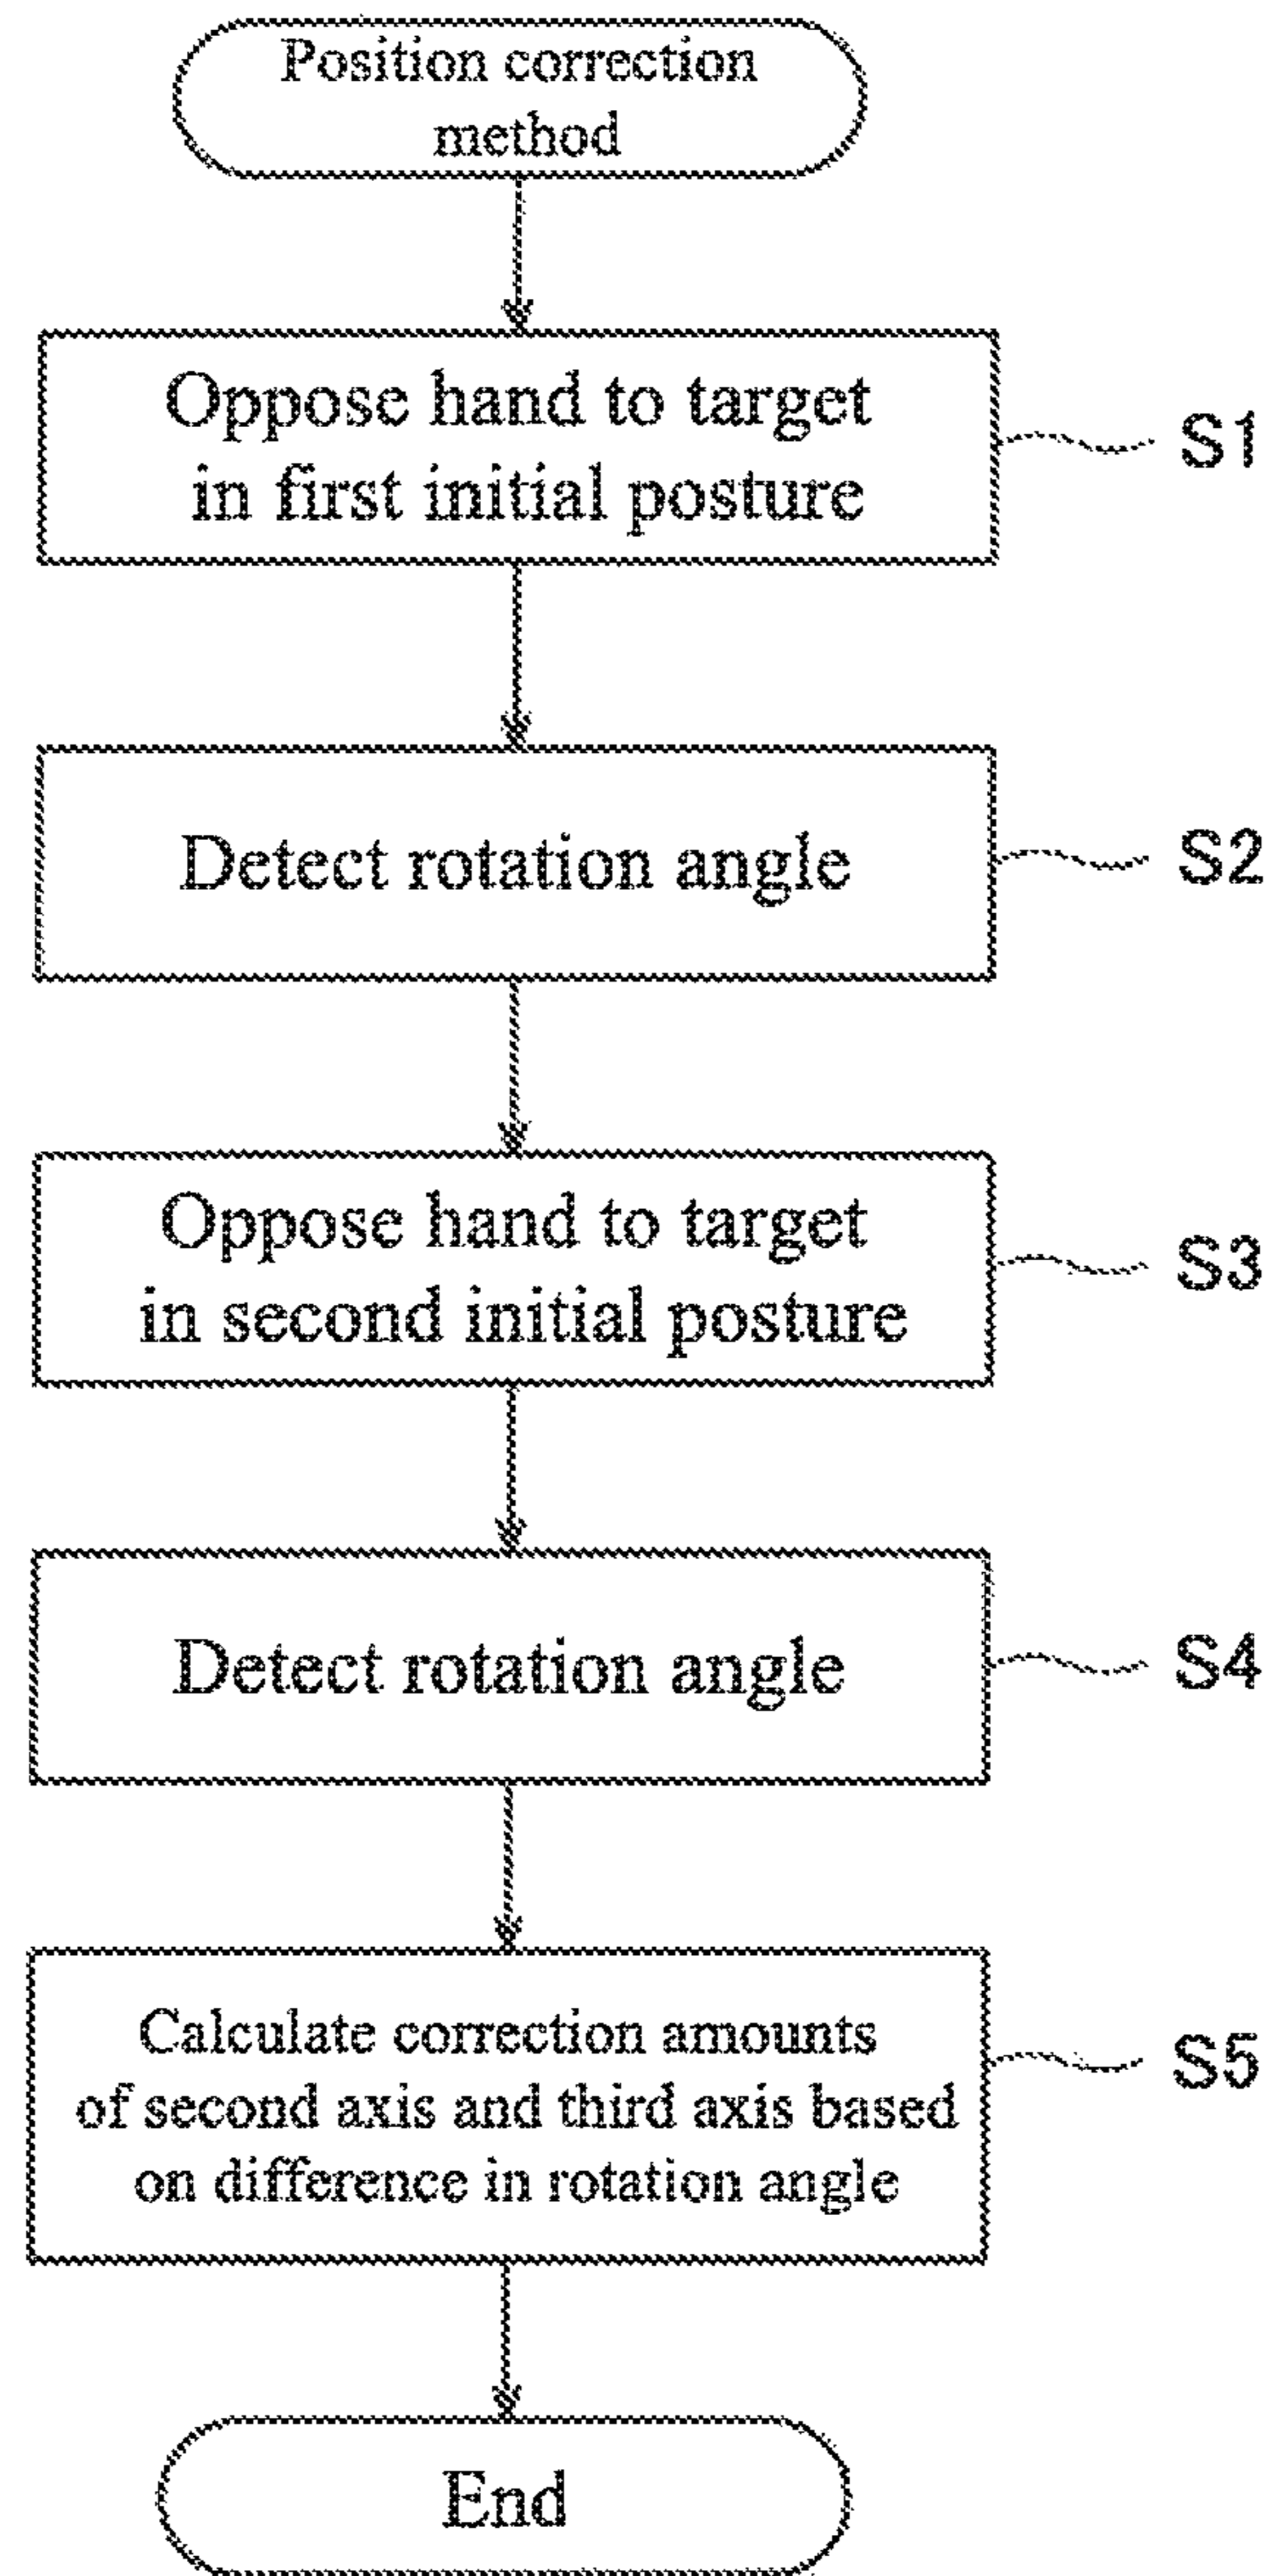 Position correction
method
Oppose hand to target
in first initial posture
S1
Detect rotation angle
S2
Oppose hand to target
in second initial posture
S3
Detect rotation angle
S4
Calculate correction amounts
of second axis and third axis based
on difference in rotation angle
S5
End